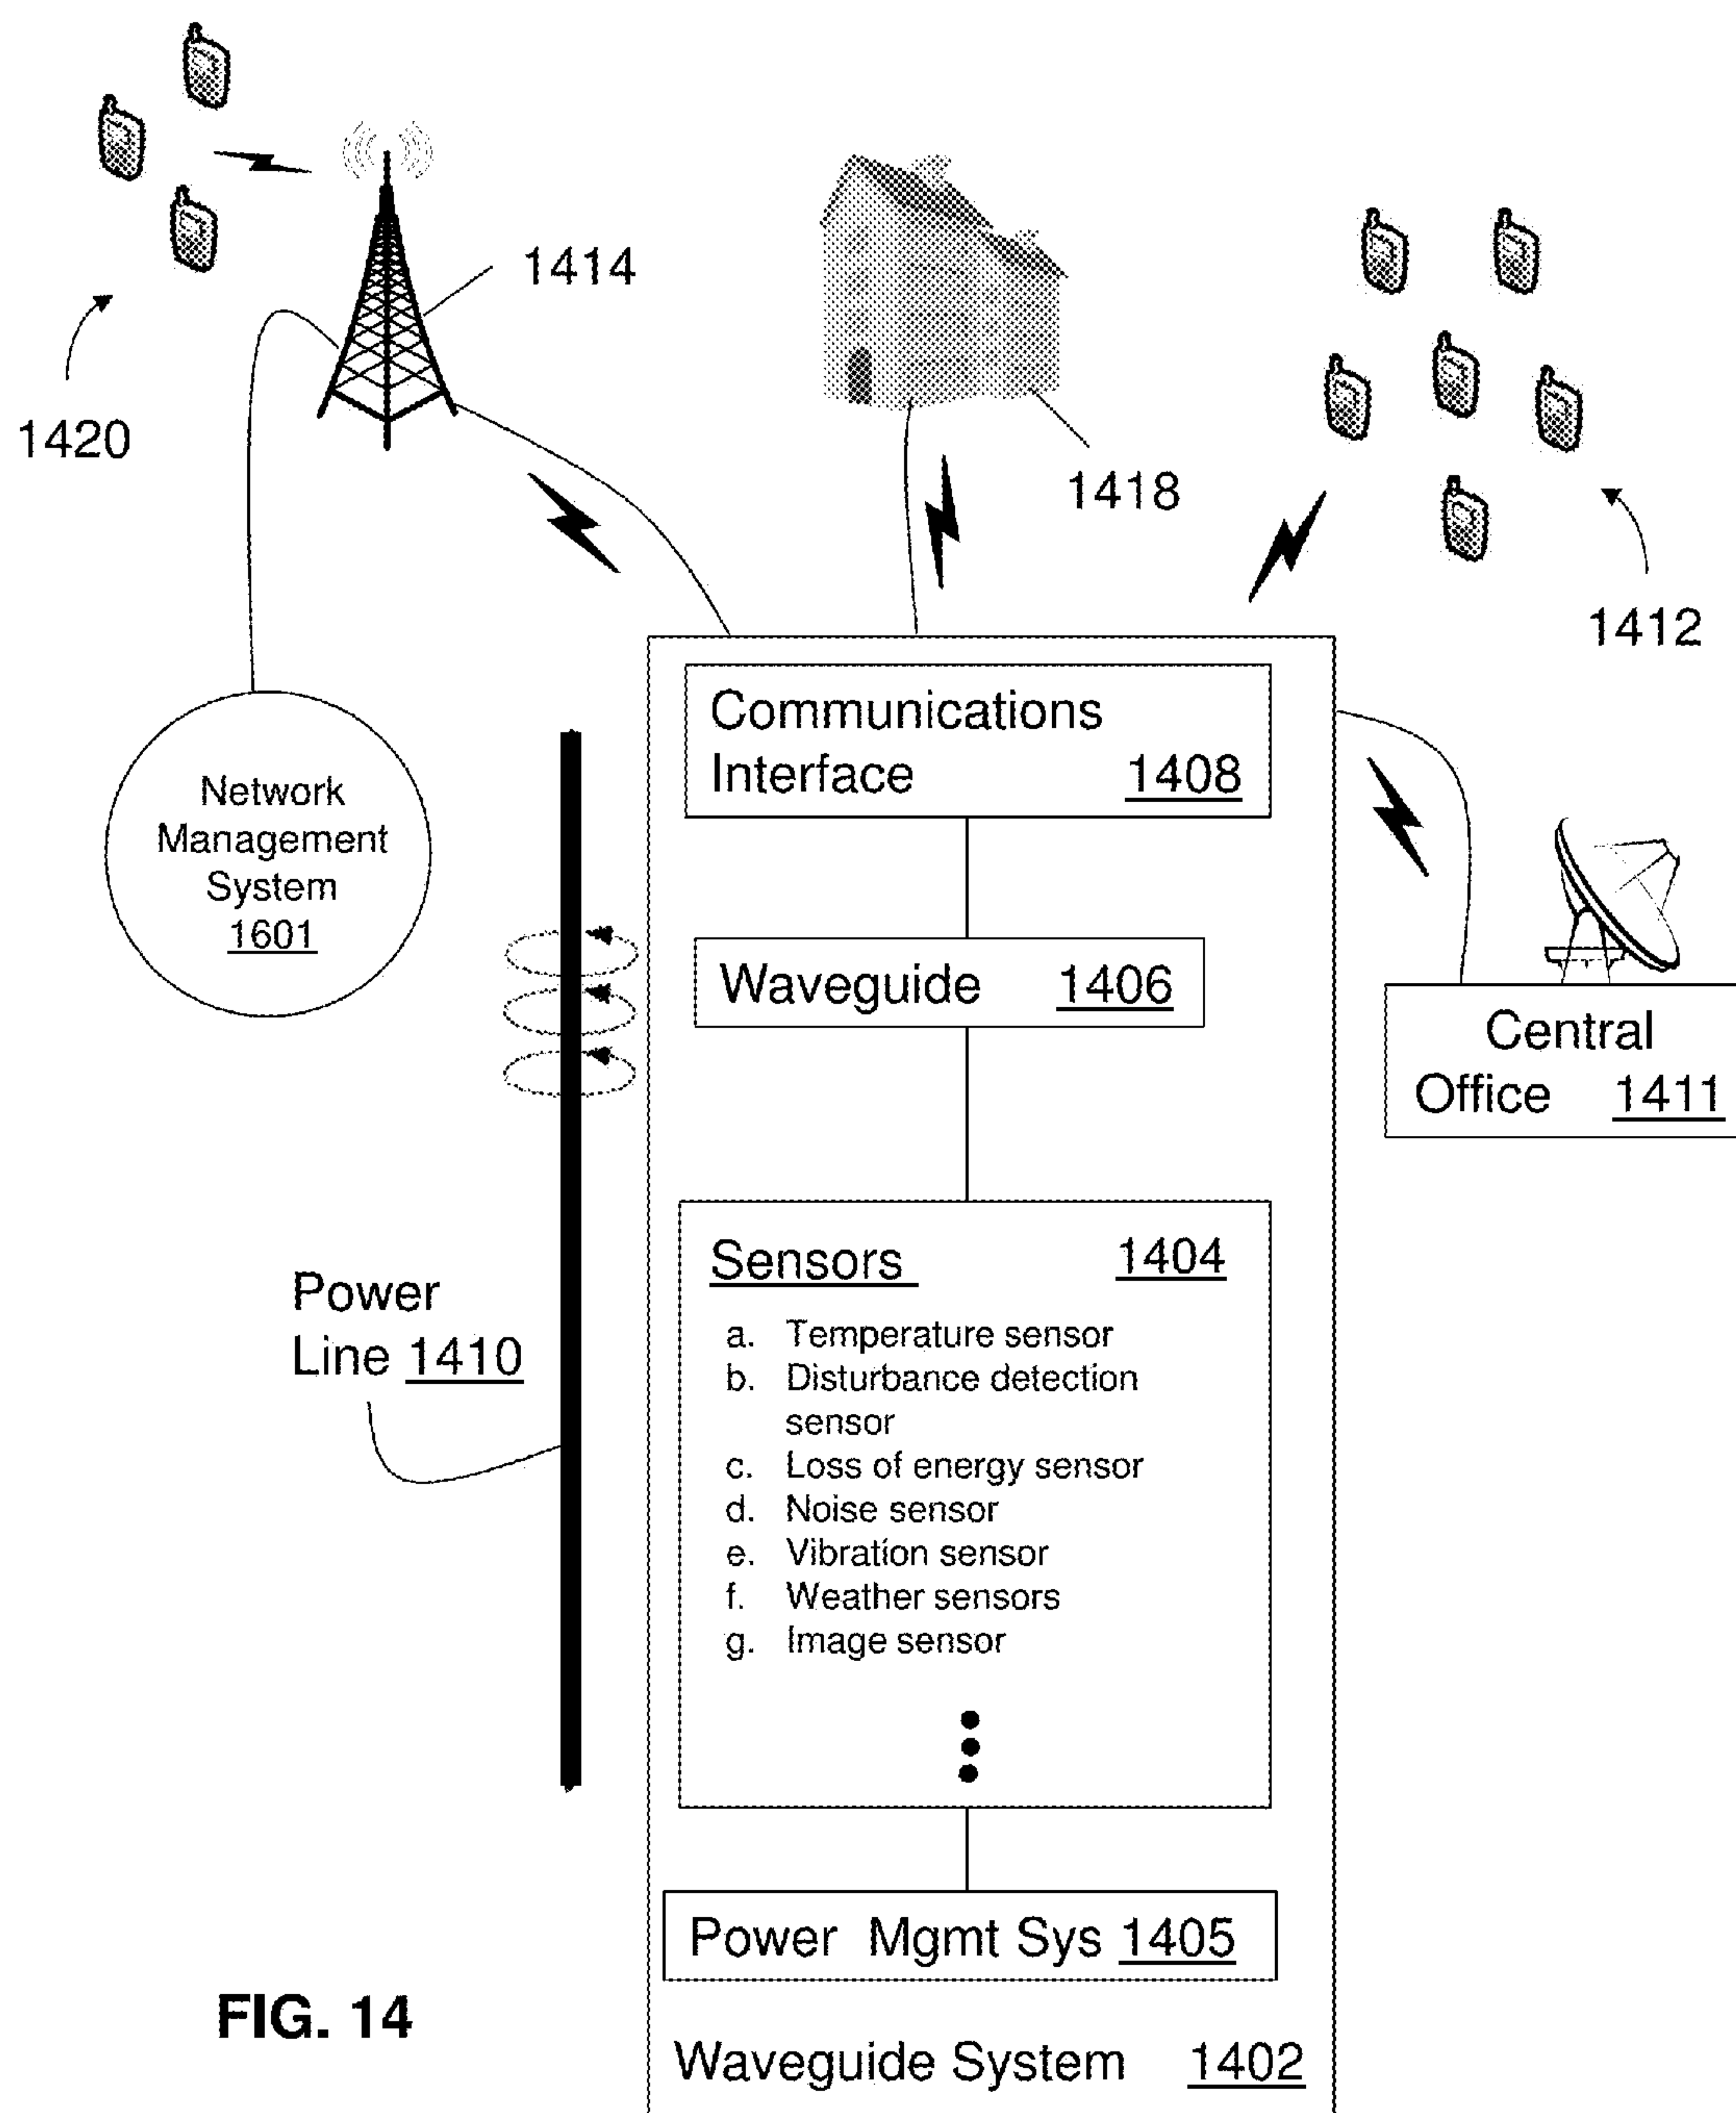 1414
1420
1418
1412
Communications
Interface 1408
Network
Management
System
1601
Waveguide 1406
Central
Office 1411
Sensors 1404
a. Temperature sensor
b. Disturbance detection
sensor
c. Loss of energy sensor
d. Noise sensor
e. Vibration sensor
f. Weather sensors
g. Image sensor
Power
Line 1410
Power Mgmt Sys 1405
Waveguide System 1402
FIG. 14